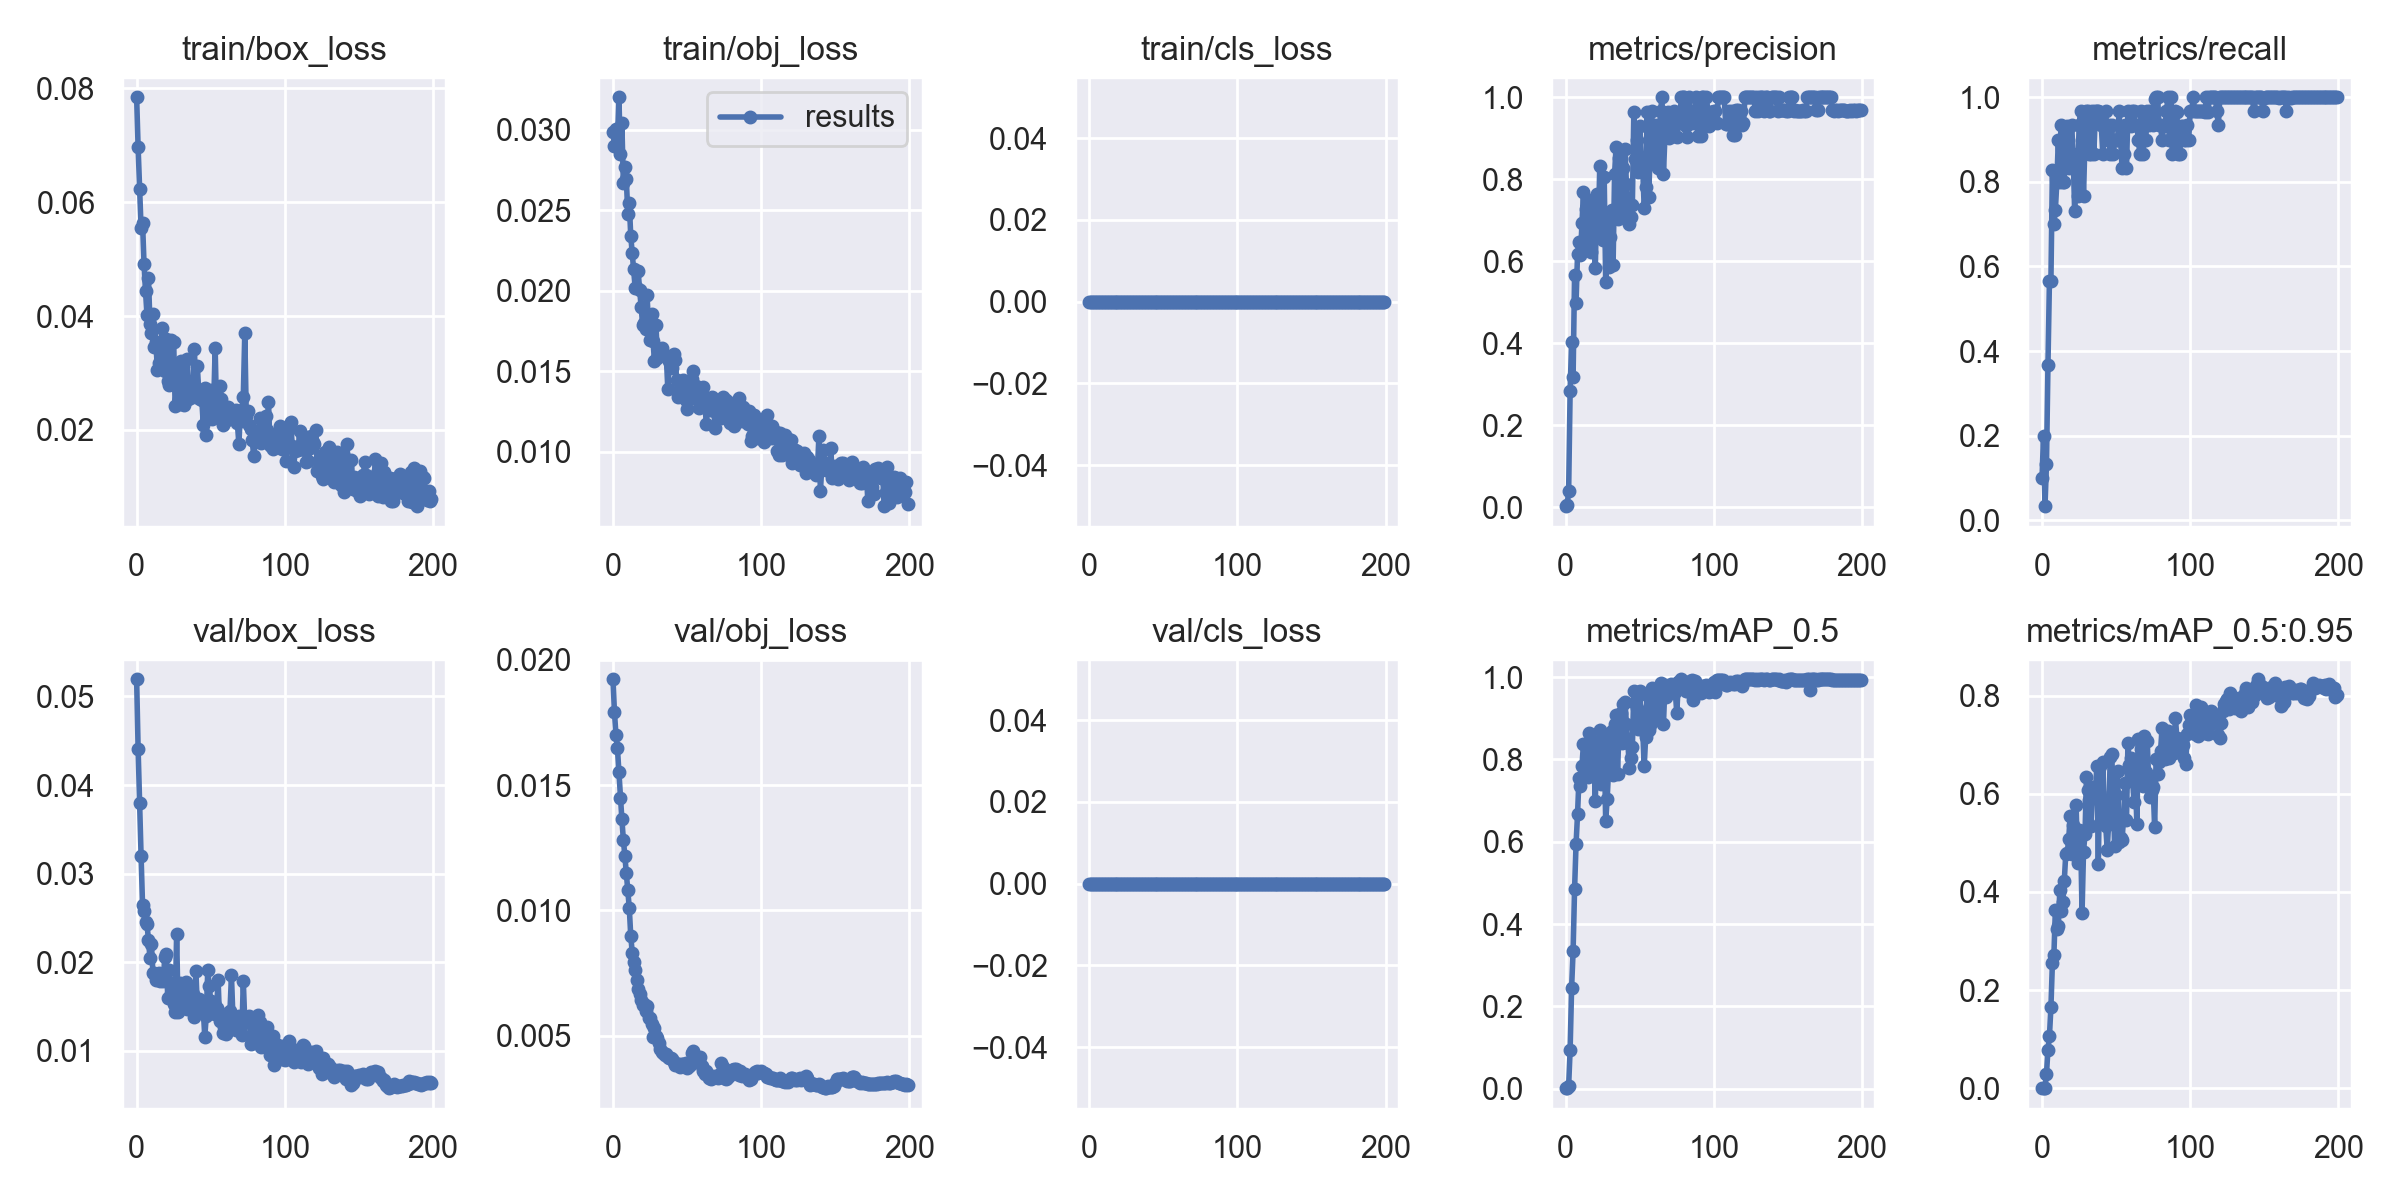 train/box_loss
train/obj_loss
train/cls_loss
metrics/precision
metrics/recall
0.08
0.06
0.04
0.02
0 100 200
results
0.030
0.025
0.020
0.015
0.010
0 100 200
0.04
0.02
0.00
−0.02
−0.04
0 100 200
1.0
0.8
0.6
0.4
0.2
0.0
0 100 200
1.0
0.8
0.6
0.4
0.2
0.0
0 100 200
val/box_loss
val/obj_loss
val/cls_loss
metrics/mAP_0.5
metrics/mAP_0.5:0.95
0.05
0.04
0.03
0.02
0.01
0 100 200
0.020
0.015
0.010
0.005
0 100 200
0.04
0.02
0.00
−0.02
−0.04
0 100 200
1.0
0.8
0.6
0.4
0.2
0.0
0 100 200
0.8
0.6
0.4
0.2
0.0
0 100 200